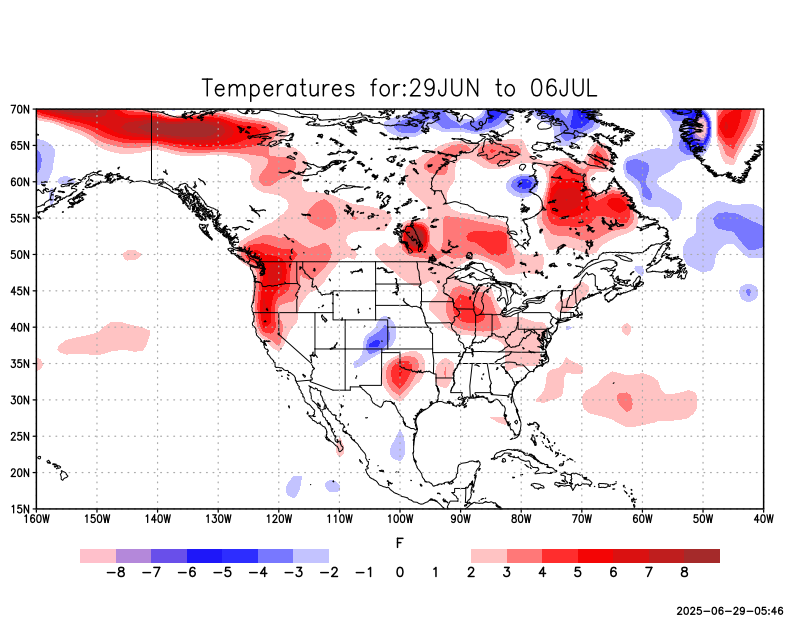 Temperatures for:29JUN to 06JUL
70N
65N
60N
55N
50N
45N
40N
35N
30N
25N
20N
15N
160W 150W 140W 130W 120W 110W 100W 90W 80W 70W 60W 50W 40W
F
-8 -7 -6 -5 -4 -3 -2 -1 0 1 2 3 4 5 6 7 8
2025-06-29-05:46